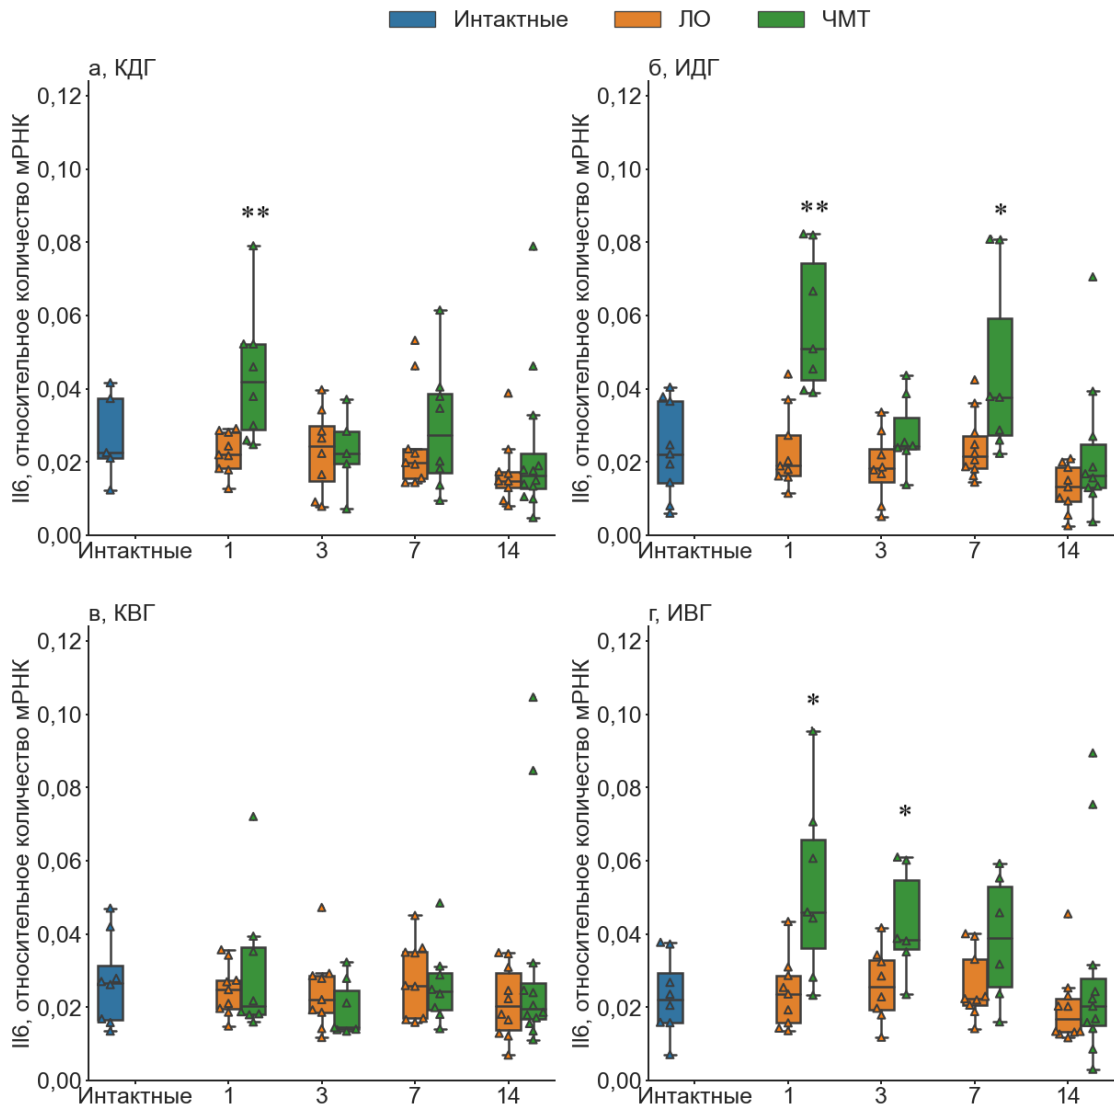 Интактные ЛО ЧМТ
а, КДГ
Il6, относительное количество мРНК
0,12
0,10
0,08
0,06
0,04
0,02
0,00
**
Интактные 1 3 7 14
б, ИДГ
Il6, относительное количество мРНК
0,12
0,10
0,08
0,06
0,04
0,02
0,00
** *
Интактные 1 3 7 14
в, КВГ
Il6, относительное количество мРНК
0,12
0,10
0,08
0,06
0,04
0,02
0,00
Интактные 1 3 7 14
г, ИВГ
Il6, относительное количество мРНК
0,12
0,10
0,08
0,06
0,04
0,02
0,00
*
*
Интактные 1 3 7 14